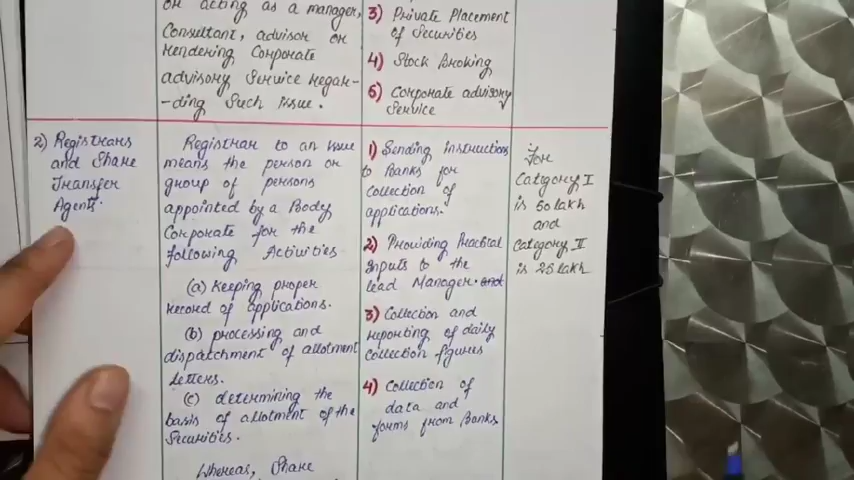 on acting as a manager,
Consultant, advisor or
rendering Corporate
advisory Service regar-
-ding Such issue.
3) Private Placement
of Securities
4) Stock Broking
5) Corporate advisory
Service
2) Registrars
and Share
Transfer
Agents.
Registrar to an issue
means the person or
group of persons
appointed by a Body
Corporate for the
following Activities
(a) Keeping proper
record of applications.
(b) processing and
dispatchment of allotment
letters.
(c) determining the
basis of allotment of the
Securities.
Whereas, Share
1) Sending instructions
to Banks for
Collection of
applications.
2) Providing Practical
inputs to the
lead Manager. and
3) Collection and
reporting of daily
collection figures
4) Collection of
data and
forms from Banks
For
Category I
is 50 lakh
and
Category II
is 25 lakh